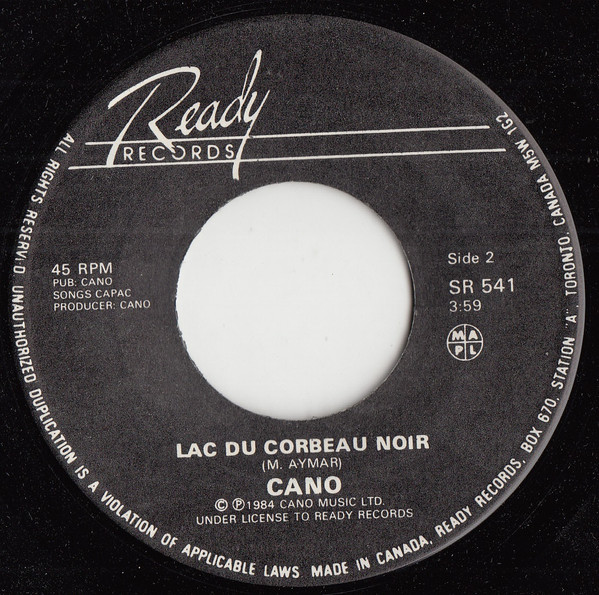 Ready
RECORDS
45 RPM
PUB: CANO
SONGS CAPAC
PRODUCER: CANO
Side 2
SR 541
3:59
M A
P L
LAC DU CORBEAU NOIR
(M. AYMAR)
CANO
© ℗ 1984 CANO MUSIC LTD.
UNDER LICENSE TO READY RECORDS
ALL RIGHTS RESERV:D UNAUTHORIZED DUPLICATION IS A VIOLATION OF APPLICABLE LAWS MADE IN CANADA, READY RECORDS, BOX 670, STATION "A", TORONTO, CANADA M5W 1G2